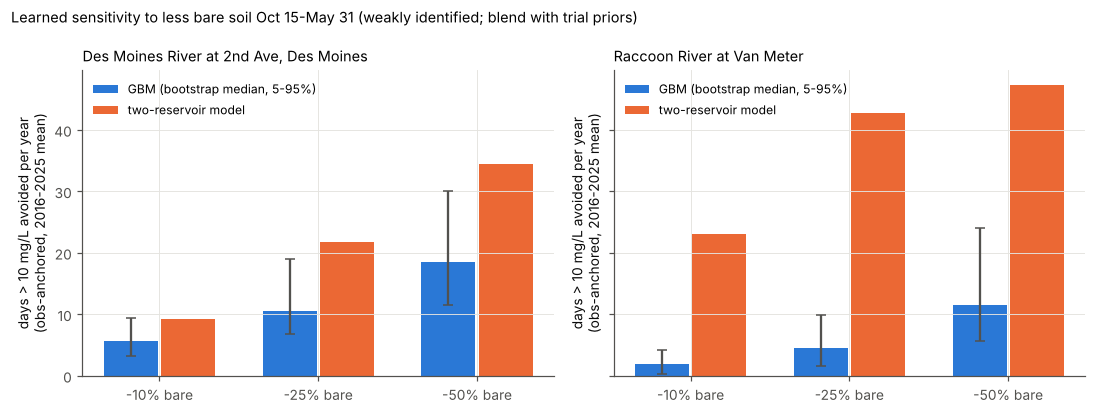 Learned sensitivity to less bare soil Oct 15-May 31 (weakly identified; blend with trial priors)
Des Moines River at 2nd Ave, Des Moines
GBM (bootstrap median, 5-95%)
two-reservoir model
days > 10 mg/L avoided per year
(obs-anchored, 2016-2025 mean)
40
30
20
10
0
-10% bare
-25% bare
-50% bare
Raccoon River at Van Meter
GBM (bootstrap median, 5-95%)
two-reservoir model
days > 10 mg/L avoided per year
(obs-anchored, 2016-2025 mean)
-10% bare
-25% bare
-50% bare